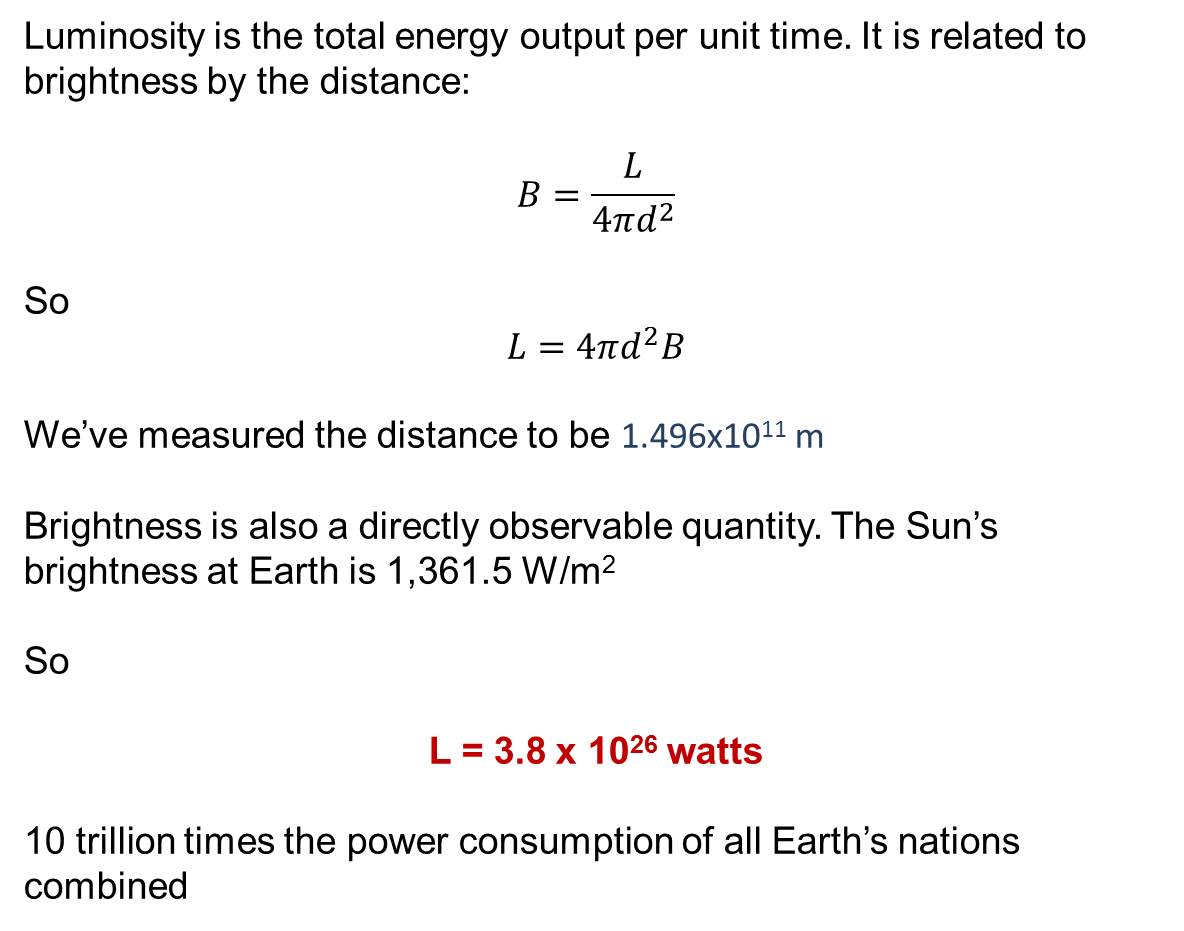 Luminosity is the total energy output per unit time. It is related to
brightness by the distance:
B = L / 4πd²
So
L = 4πd²B
We’ve measured the distance to be 1.496x10¹¹ m
Brightness is also a directly observable quantity. The Sun’s
brightness at Earth is 1,361.5 W/m²
So
L = 3.8 x 10²⁶ watts
10 trillion times the power consumption of all Earth’s nations
combined